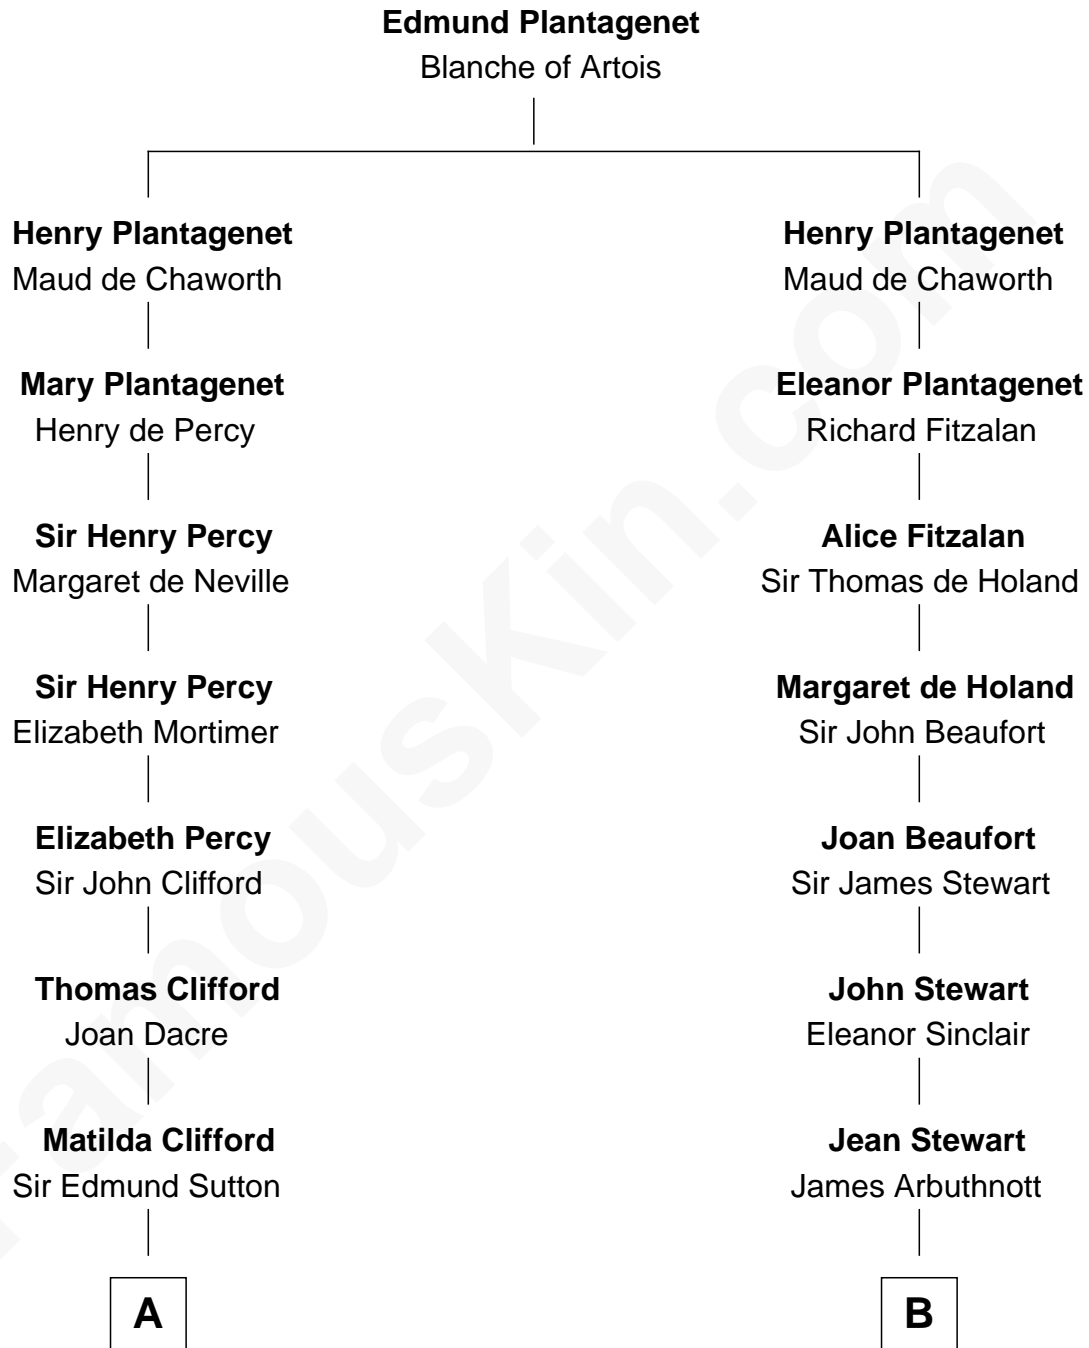 Edmund Plantagenet
Blanche of Artois
Henry Plantagenet
Maud de Chaworth
Mary Plantagenet
Henry de Percy
Sir Henry Percy
Margaret de Neville
Sir Henry Percy
Elizabeth Mortimer
Elizabeth Percy
Sir John Clifford
Thomas Clifford
Joan Dacre
Matilda Clifford
Sir Edmund Sutton
A
Henry Plantagenet
Maud de Chaworth
Eleanor Plantagenet
Richard Fitzalan
Alice Fitzalan
Sir Thomas de Holand
Margaret de Holand
Sir John Beaufort
Joan Beaufort
Sir James Stewart
John Stewart
Eleanor Sinclair
Jean Stewart
James Arbuthnott
B
FamousKin.com